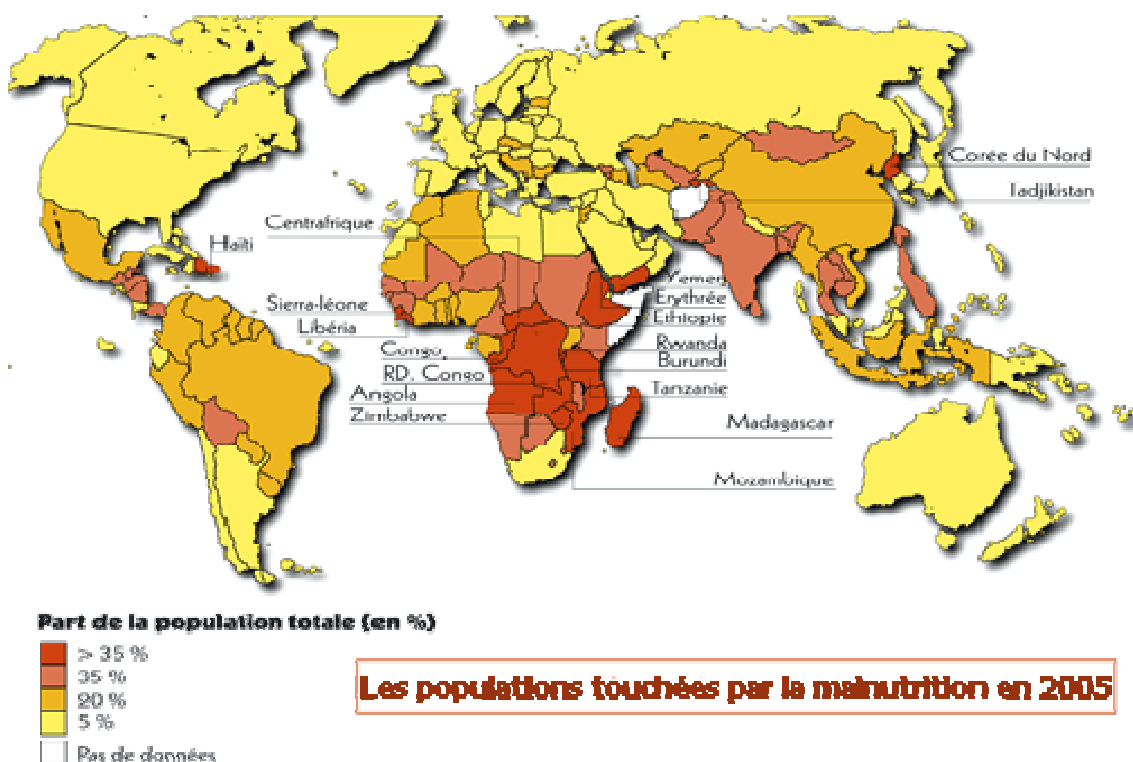 Corée du Nord
Tadjikistan
Centrafrique
Haïti
Yemen
Erythrée
Ethiopie
Sierra-léone
Libéria
Rwanda
Congo
Burundi
RD. Congo
Tanzanie
Angola
Zimbabwe
Madagascar
Mozambique
Part de la population totale (en %)
> 35 %
35 %
20 %
5 %
Pas de données
Les populations touchées par la malnutrition en 2005